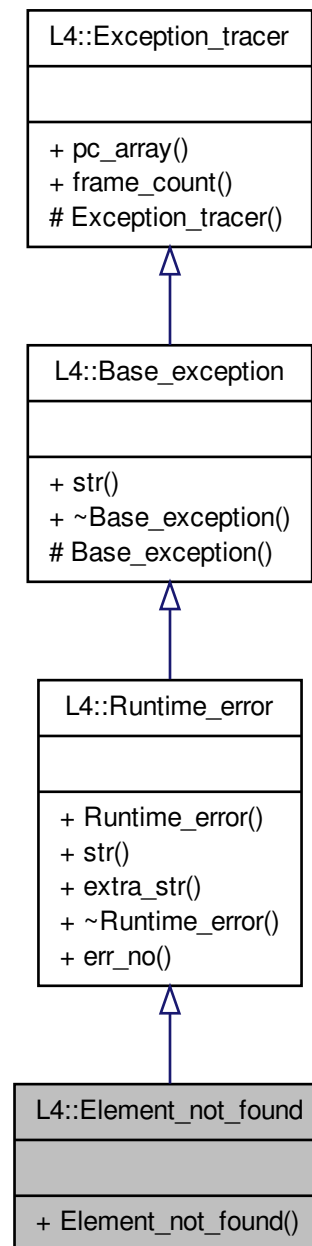 L4::Exception_tracer
+ pc_array()
+ frame_count()
# Exception_tracer()
L4::Base_exception
+ str()
+ ~Base_exception()
# Base_exception()
L4::Runtime_error
+ Runtime_error()
+ str()
+ extra_str()
+ ~Runtime_error()
+ err_no()
L4::Element_not_found
+ Element_not_found()